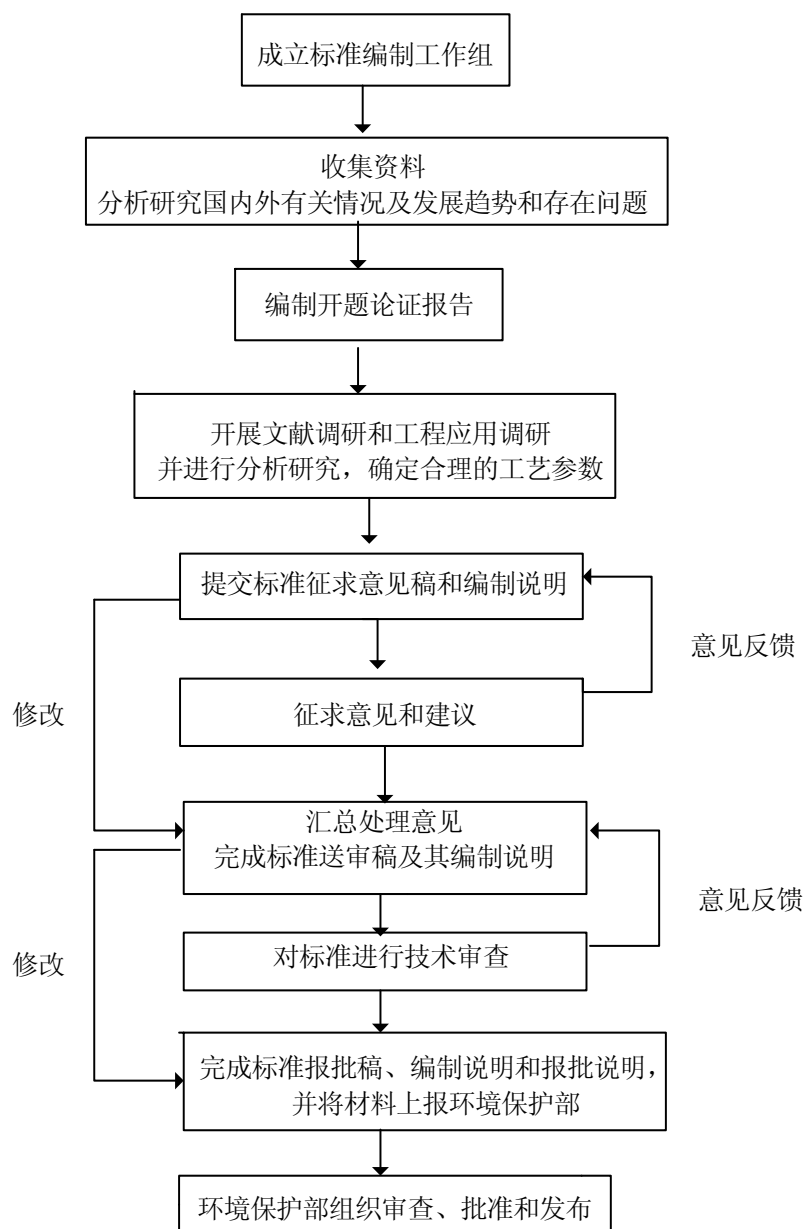 成立标准编制工作组
收集资料
分析研究国内外有关情况及发展趋势和存在问题
编制开题论证报告
开展文献调研和工程应用调研
并进行分析研究，确定合理的工艺参数
提交标准征求意见稿和编制说明
意见反馈
修改
征求意见和建议
汇总处理意见
完成标准送审稿及其编制说明
意见反馈
修改
对标准进行技术审查
完成标准报批稿、编制说明和报批说明，
并将材料上报环境保护部
环境保护部组织审查、批准和发布